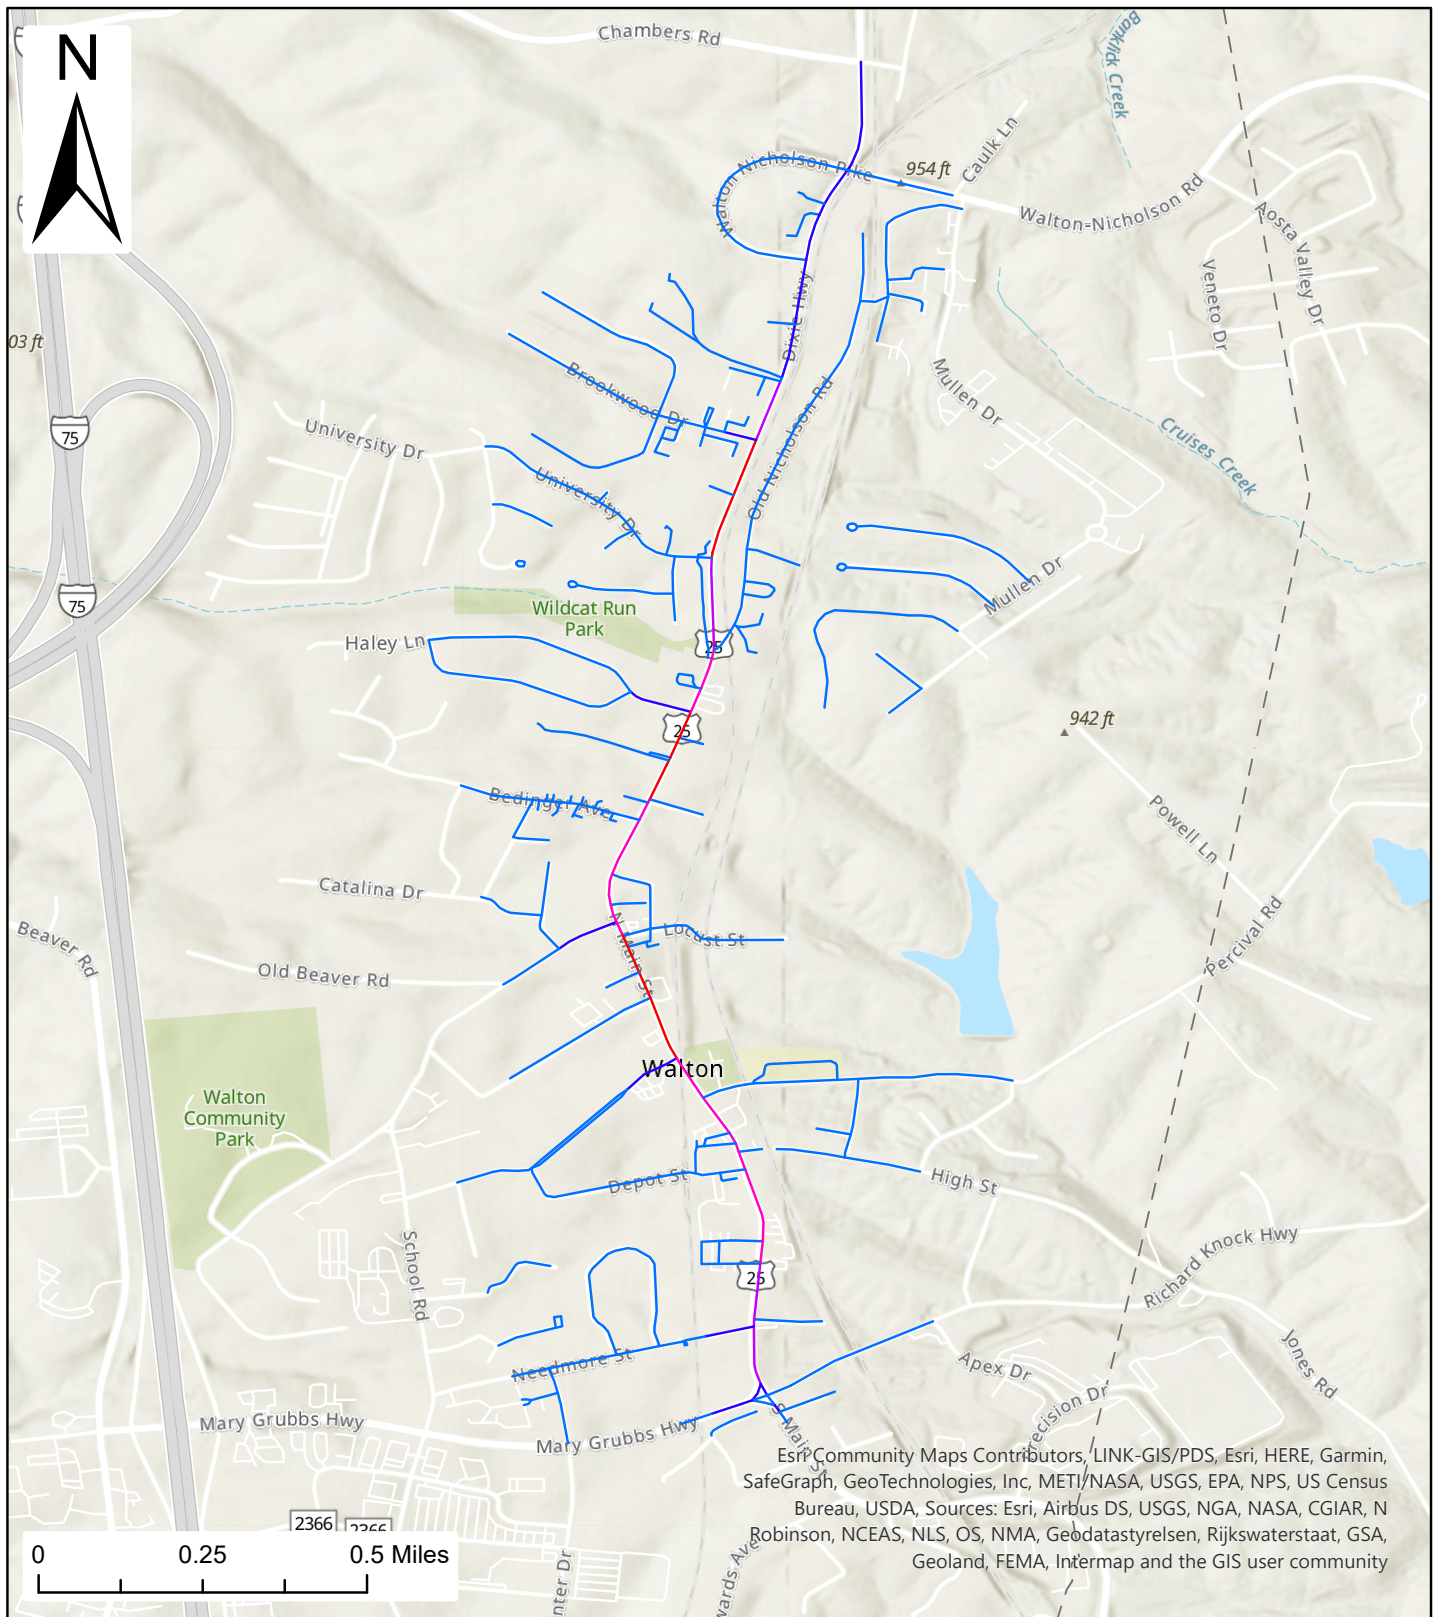 N
Chambers Rd
Banklick Creek
954 ft
Caulk Ln
Walton Nicholson Pike
Walton-Nicholson Rd
Aosta Valley Dr
Veneto Dr
Dixie Hwy
03 ft
Mullen Dr
Brookwood Dr
Old Nicholson Rd
75
University Dr
Cruises Creek
University Dr
75
Wildcat Run
Park
Mullen Dr
Haley Ln
25
25
942 ft
Bedinger Ave
Powell Ln
Catalina Dr
N Main St
Locust St
Beaver Rd
Old Beaver Rd
Percival Rd
Walton
Walton
Community
Park
Depot St
High St
School Rd
Richard Knock Hwy
25
Needmore St
Apex Dr
Jones Rd
Precision Dr
Mary Grubbs Hwy
Mary Grubbs Hwy
S Main St
Esri Community Maps Contributors, LINK-GIS/PDS, Esri, HERE, Garmin,
SafeGraph, GeoTechnologies, Inc, METI/NASA, USGS, EPA, NPS, US Census
Bureau, USDA, Sources: Esri, Airbus DS, USGS, NGA, NASA, CGIAR, N
Robinson, NCEAS, NLS, OS, NMA, Geodatastyrelsen, Rijkswaterstaat, GSA,
Geoland, FEMA, Intermap and the GIS user community
2366
2366
0 0.25 0.5 Miles
nter Dr
wards Ave